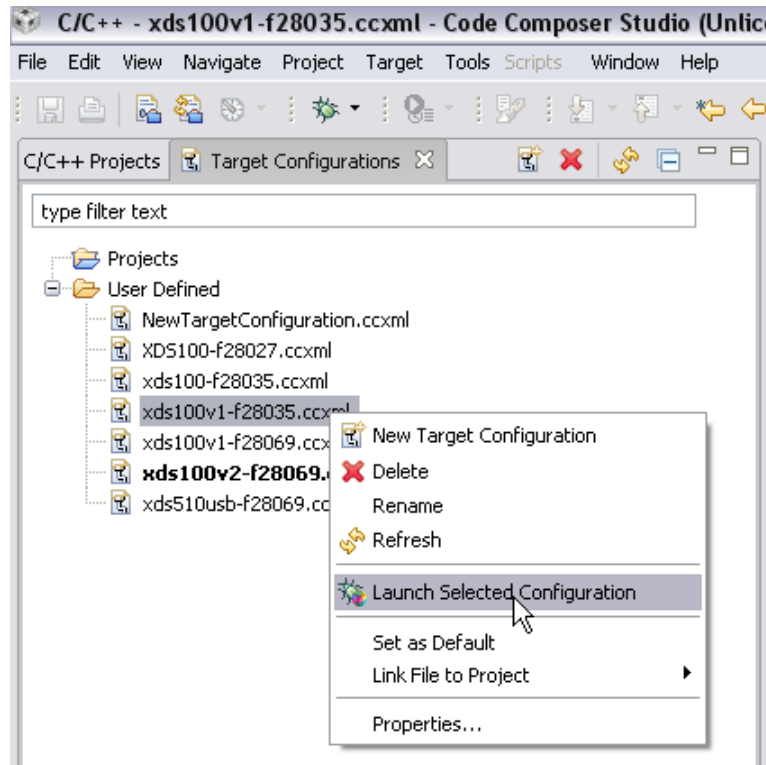 C/C++ - xds100v1-f28035.ccxml - Code Composer Studio (Unlic
File Edit View Navigate Project Target Tools Scripts Window Help
C/C++ Projects Target Configurations
type filter text
Projects
User Defined
NewTargetConfiguration.ccxml
XDS100-f28027.ccxml
xds100-f28035.ccxml
xds100v1-f28035.ccxml
xds100v1-f28069.ccx
xds100v2-f28069.
xds510usb-f28069.cc
New Target Configuration
Delete
Rename
Refresh
Launch Selected Configuration
Set as Default
Link File to Project
Properties...